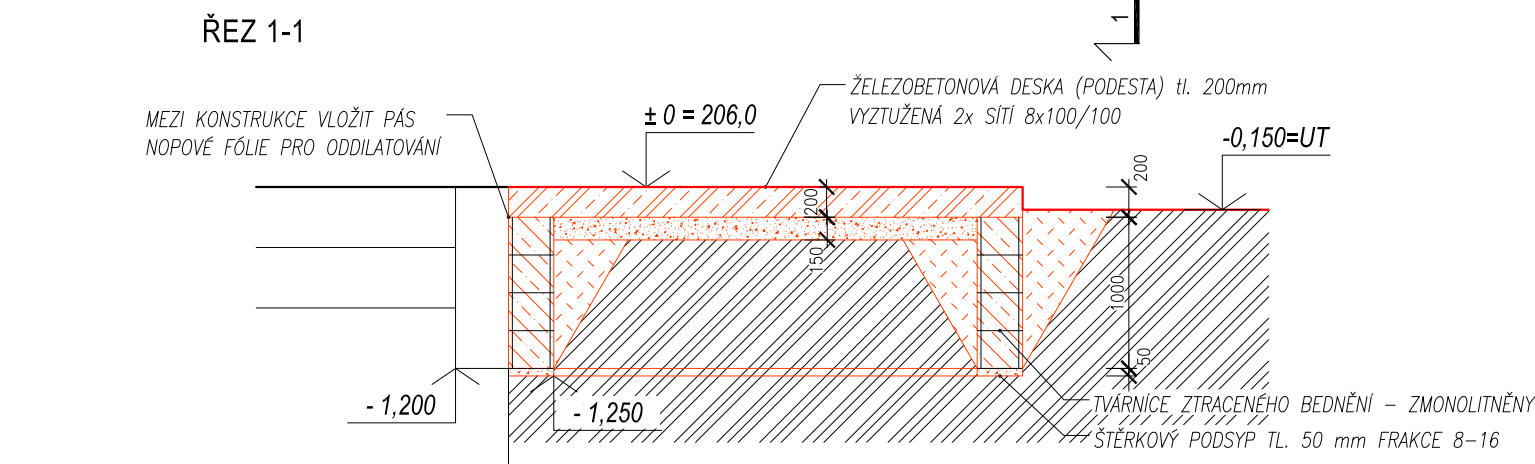 ŘEZ 1-1
1
ŽELEZOBETONOVÁ DESKA (PODESTA) tl. 200mm
VYZTUŽENÁ 2x SÍTÍ 8x100/100
MEZI KONSTRUKCE VLOŽIT PÁS
NOPOVÉ FÓLIE PRO ODDILATOVÁNÍ
± 0 = 206,0
-0,150=UT
200
200
150
1000
50
- 1,200
- 1,250
TVÁRNICE ZTRACENÉHO BEDNĚNÍ – ZMONOLITNĚNY
ŠTĚRKOVÝ PODSYP TL. 50 mm FRAKCE 8–16